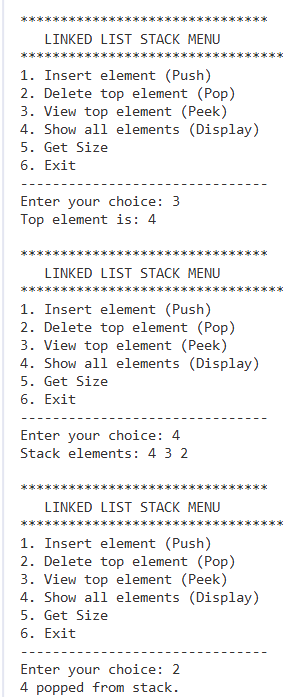 *******************************
LINKED LIST STACK MENU
*********************************
1. Insert element (Push)
2. Delete top element (Pop)
3. View top element (Peek)
4. Show all elements (Display)
5. Get Size
6. Exit
-------------------------------
Enter your choice: 3
Top element is: 4
*******************************
LINKED LIST STACK MENU
*********************************
1. Insert element (Push)
2. Delete top element (Pop)
3. View top element (Peek)
4. Show all elements (Display)
5. Get Size
6. Exit
-------------------------------
Enter your choice: 4
Stack elements: 4 3 2
*******************************
LINKED LIST STACK MENU
*********************************
1. Insert element (Push)
2. Delete top element (Pop)
3. View top element (Peek)
4. Show all elements (Display)
5. Get Size
6. Exit
-------------------------------
Enter your choice: 2
4 popped from stack.